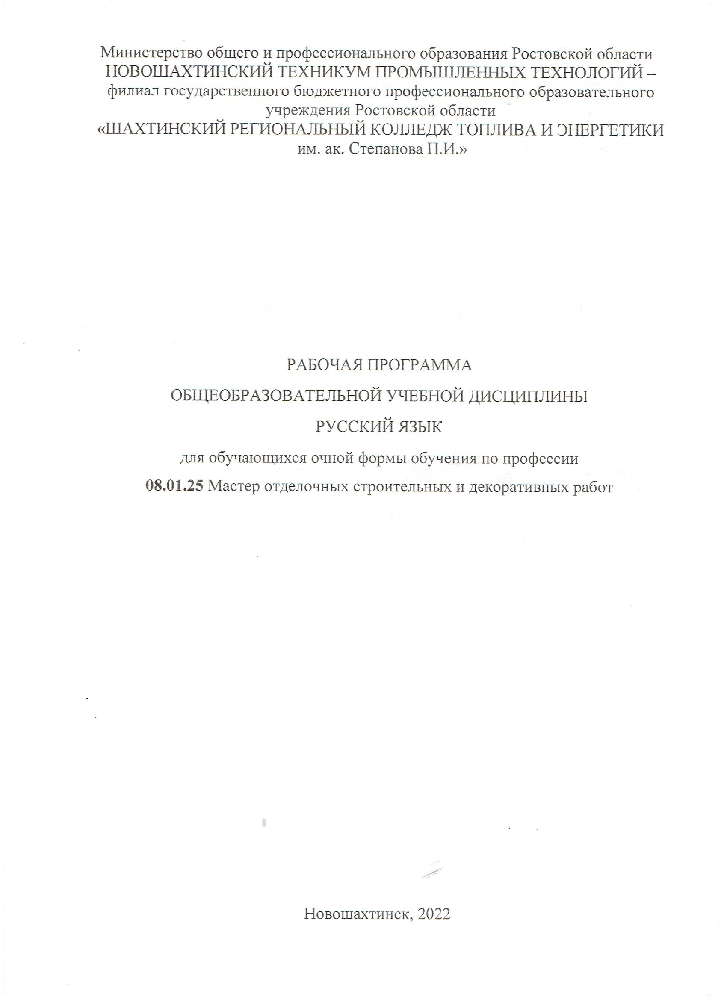 Министерство общего и профессионального образования Ростовской области
НОВОШАХТИНСКИЙ ТЕХНИКУМ ПРОМЫШЛЕННЫХ ТЕХНОЛОГИЙ –
филиал государственного бюджетного профессионального образовательного
учреждения Ростовской области
«ШАХТИНСКИЙ РЕГИОНАЛЬНЫЙ КОЛЛЕДЖ ТОПЛИВА И ЭНЕРГЕТИКИ
им. ак. Степанова П.И.»
РАБОЧАЯ ПРОГРАММА
ОБЩЕОБРАЗОВАТЕЛЬНОЙ УЧЕБНОЙ ДИСЦИПЛИНЫ
РУССКИЙ ЯЗЫК
для обучающихся очной формы обучения по профессии
08.01.25 Мастер отделочных строительных и декоративных работ
Новошахтинск, 2022